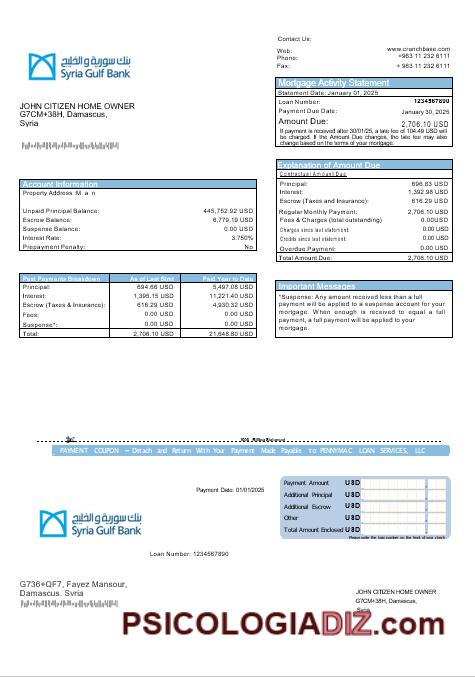 Contact Us:
Web: www.crunchbase.com
Phone: +963 11 232 6111
Fax: + 963 11 232 6111
بنك سورية والخليج
Syria Gulf Bank
Mortgage Activity Statement
Statement Date: January 01, 2025
Loan Number: 1234567890
Payment Due Date: January 30, 2025
Amount Due: 2,706.10 USD
If payment is received after 30/01/25, a late fee of 104.49 USD will
be charged. If the Amount Due changes, the late fee may also
change based on the terms of your mortgage.
JOHN CITIZEN HOME OWNER
G7CM+38H, Damascus,
Syria
Explanation of Amount Due
Contractual Amount Due
Principal: 696.83 USD
Interest: 1,392.98 USD
Escrow (Taxes and Insurance): 616.29 USD
Regular Monthly Payment: 2,706.10 USD
Fees & Charges (total outstanding) 0.00USD
Charges since last statement: 0.00 USD
Credits since last statement: 0.00 USD
Overdue Payment: 0.00 USD
Total Amount Due: 2,706.10 USD
Account Information
Property Address :M a n
Unpaid Principal Balance: 445,752.92 USD
Escrow Balance: 6,779.19 USD
Suspense Balance: 0.00 USD
Interest Rate: 3.750%
Prepayment Penalty: No
Past Payments Breakdown As of Last Stmt Paid Year to Date
Principal: 694.66 USD 5,497.08 USD
Interest: 1,395.15 USD 11,221.40 USD
Escrow (Taxes & Insurance): 616.29 USD 4,930.32 USD
Fees: 0.00 USD 0.00 USD
Suspense*: 0.00 USD 0.00 USD
Total: 2,706.10 USD 21,648.80 USD
Important Messages
*Suspense: Any amount received less than a full
payment will be applied to a suspense account for your
mortgage. When enough is received to equal a full
payment, a full payment will be applied to your
mortgage.
PAYMENT COUPON – Detach and Return With Your Payment Made Payable to: PENNYMAC LOAN SERVICES, LLC
Payment Date: 01/01/2025
Payment Amount USD
Additional Principal USD
Additional Escrow USD
Other USD
Total Amount Enclosed USD
Please write the loan number on the front of your check
بنك سورية والخليج
Syria Gulf Bank
Loan Number: 1234567890
G736+QF7, Fayez Mansour,
Damascus. Syria
JOHN CITIZEN HOME OWNER
G7CM+38H, Damascus,
Syria
PSICOLOGIADIZ.com